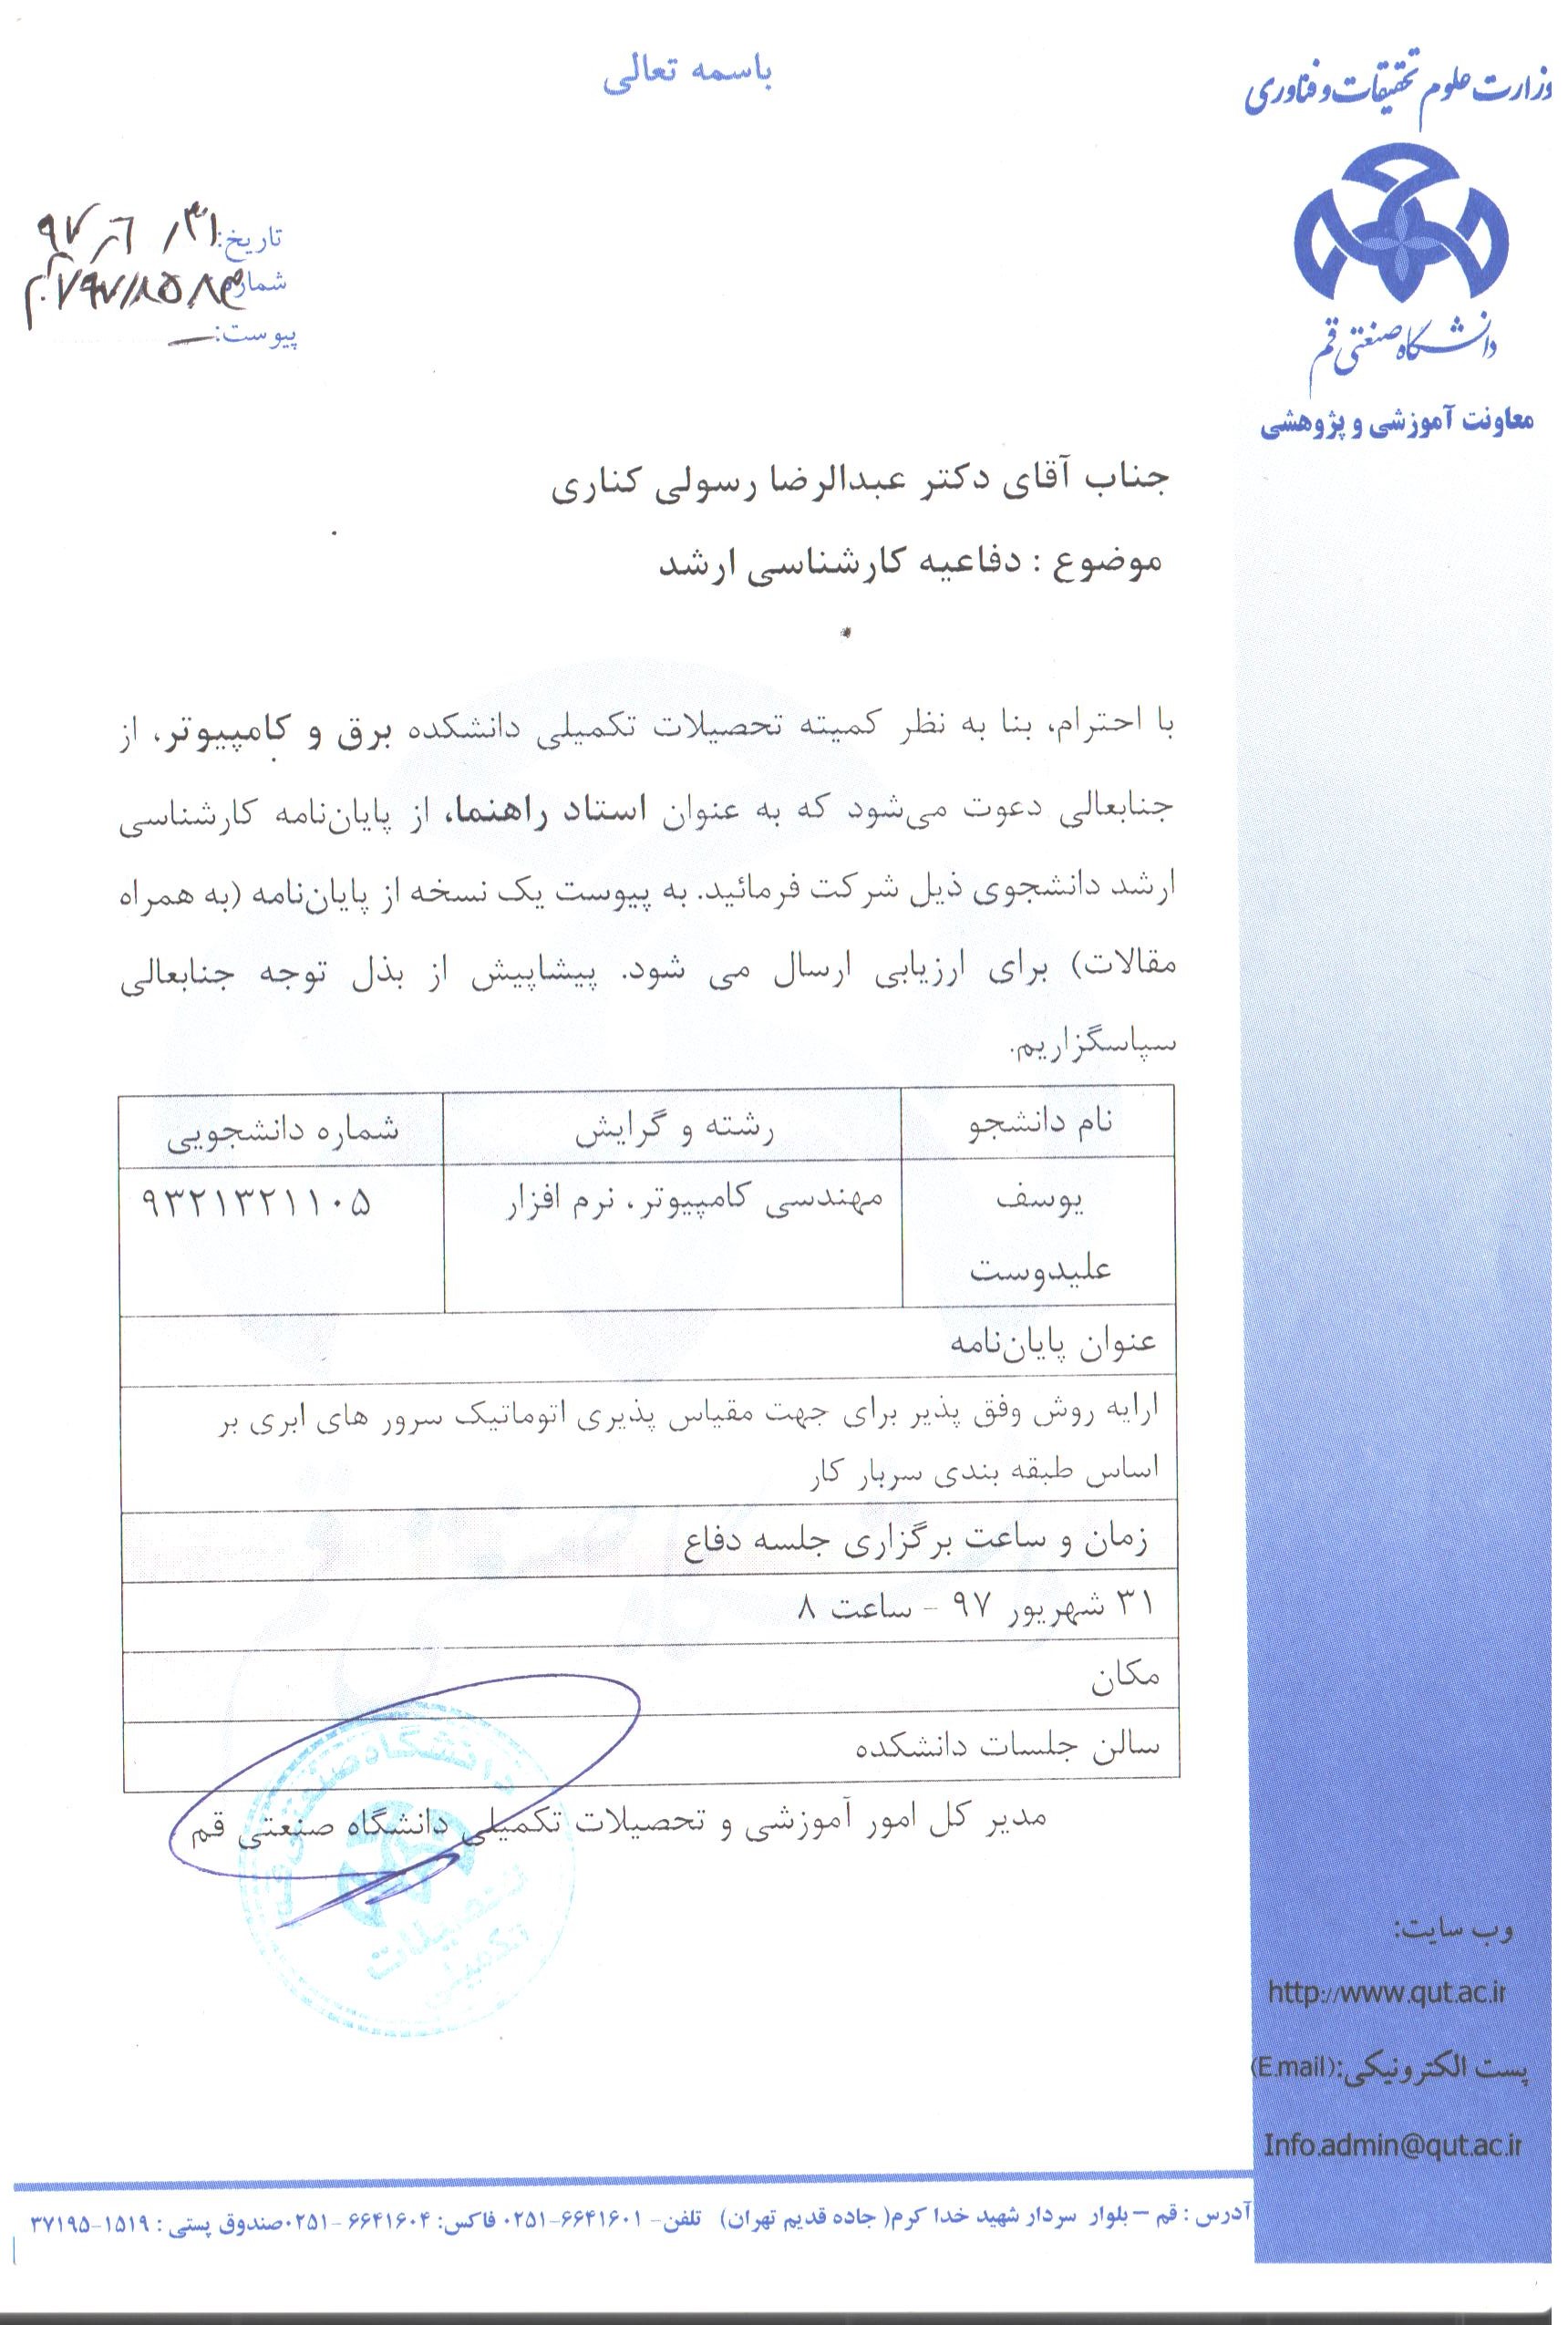 باسمه تعالی
وزارت علوم تحقیقات و فناوری
دانشگاه صنعتی قم
معاونت آموزشی و پژوهشی
تاریخ: ۹۷/۶/۳۱
شماره:
پیوست: —
جناب آقای دکتر عبدالرضا رسولی کناری
موضوع : دفاعیه کارشناسی ارشد
با احترام، بنا به نظر کمیته تحصیلات تکمیلی دانشکده برق و کامپیوتر، از
جنابعالی دعوت می‌شود که به عنوان استاد راهنما، از پایان‌نامه کارشناسی
ارشد دانشجوی ذیل شرکت فرمائید. به پیوست یک نسخه از پایان‌نامه (به همراه
مقالات) برای ارزیابی ارسال می شود. پیشاپیش از بذل توجه جنابعالی
سپاسگزاریم.
نام دانشجو رشته و گرایش شماره دانشجویی
یوسف مهندسی کامپیوتر، نرم افزار ۹۳۲۱۳۲۱۱۰۵
علیدوست
عنوان پایان‌نامه
ارایه روش وفق پذیر برای جهت مقیاس پذیری اتوماتیک سرور های ابری بر
اساس طبقه بندی سربار کار
زمان و ساعت برگزاری جلسه دفاع
۳۱ شهریور ۹۷ - ساعت ۸
مکان
سالن جلسات دانشکده
مدیر کل امور آموزشی و تحصیلات تکمیلی دانشگاه صنعتی قم
دانشگاه صنعتی قم
تحصیلات
تکمیلی
وب سایت:
http://www.qut.ac.ir
پست الکترونیکی:(E.mail)
Info.admin@qut.ac.ir
آدرس : قم – بلوار سردار شهید خدا کرم( جاده قدیم تهران) تلفن- ۶۶۴۱۶۰۱-۰۲۵۱ فاکس: ۶۶۴۱۶۰۴ -۰۲۵۱صندوق پستی : ۱۵۱۹-۳۷۱۹۵